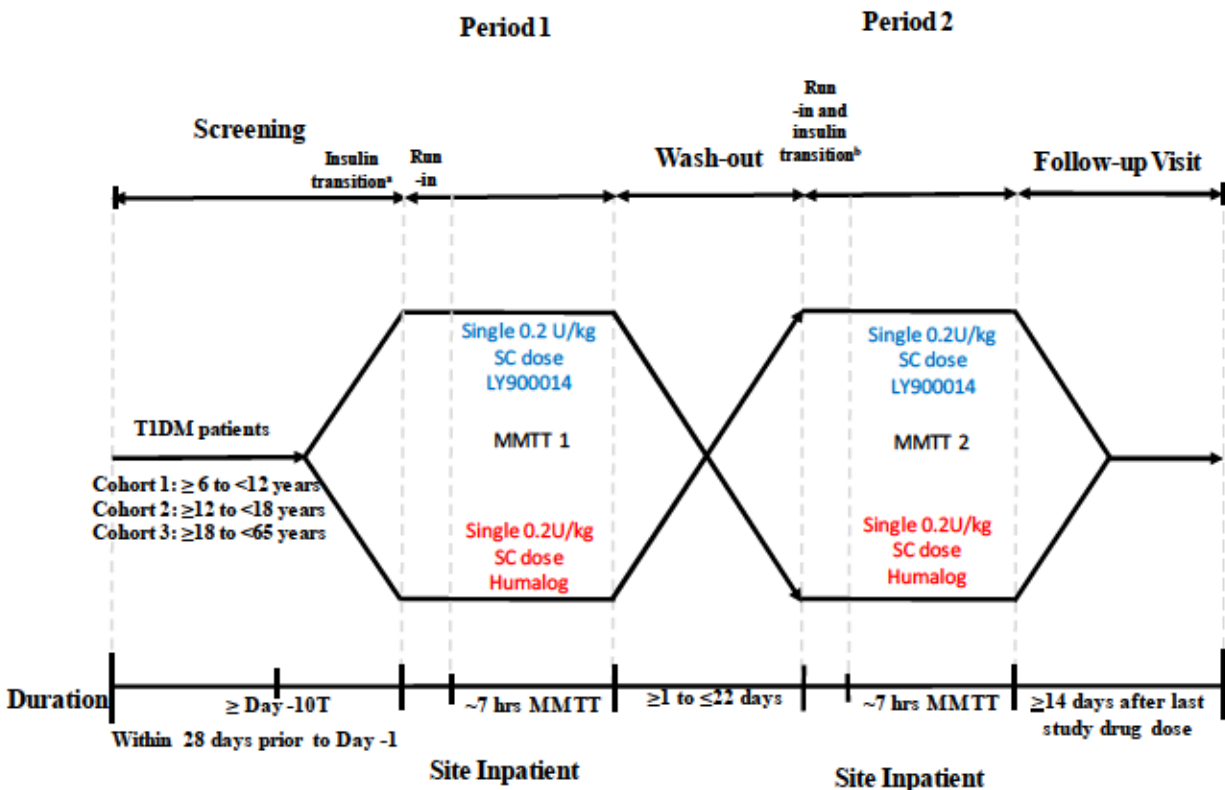 Period 1
Period 2
Screening
Insulin
transitionᵃ
Run
-in
Wash-out
Run
-in and
insulin
transitionᵇ
Follow-up Visit
T1DM patients
Cohort 1: ≥ 6 to <12 years
Cohort 2: ≥12 to <18 years
Cohort 3: ≥18 to <65 years
Single 0.2 U/kg
SC dose
LY900014
MMTT 1
Single 0.2U/kg
SC dose
Humalog
Single 0.2U/kg
SC dose
LY900014
MMTT 2
Single 0.2U/kg
SC dose
Humalog
Duration
≥ Day -10T
Within 28 days prior to Day -1
~7 hrs MMTT
≥1 to ≤22 days
~7 hrs MMTT
≥14 days after last
study drug dose
Site Inpatient
Site Inpatient